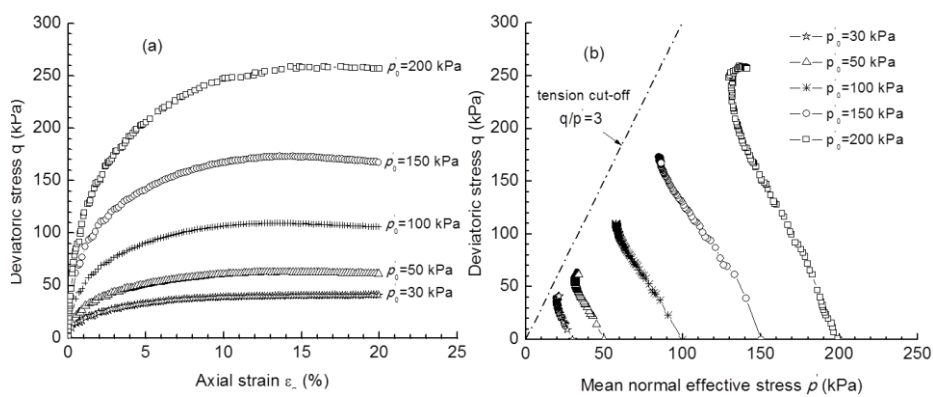 300
250
200
150
100
50
0
Deviatoric stress q (kPa)
(a)
p'0=200 kPa
p'0=150 kPa
p'0=100 kPa
p'0=50 kPa
p'0=30 kPa
0 5 10 15 20 25
Axial strain εa (%)
300
250
200
150
100
50
0
Deviatoric stress q (kPa)
(b)
tension cut-off
q/p'=3
p'0=30 kPa
p'0=50 kPa
p'0=100 kPa
p'0=150 kPa
p'0=200 kPa
0 50 100 150 200 250
Mean normal effective stress p' (kPa)